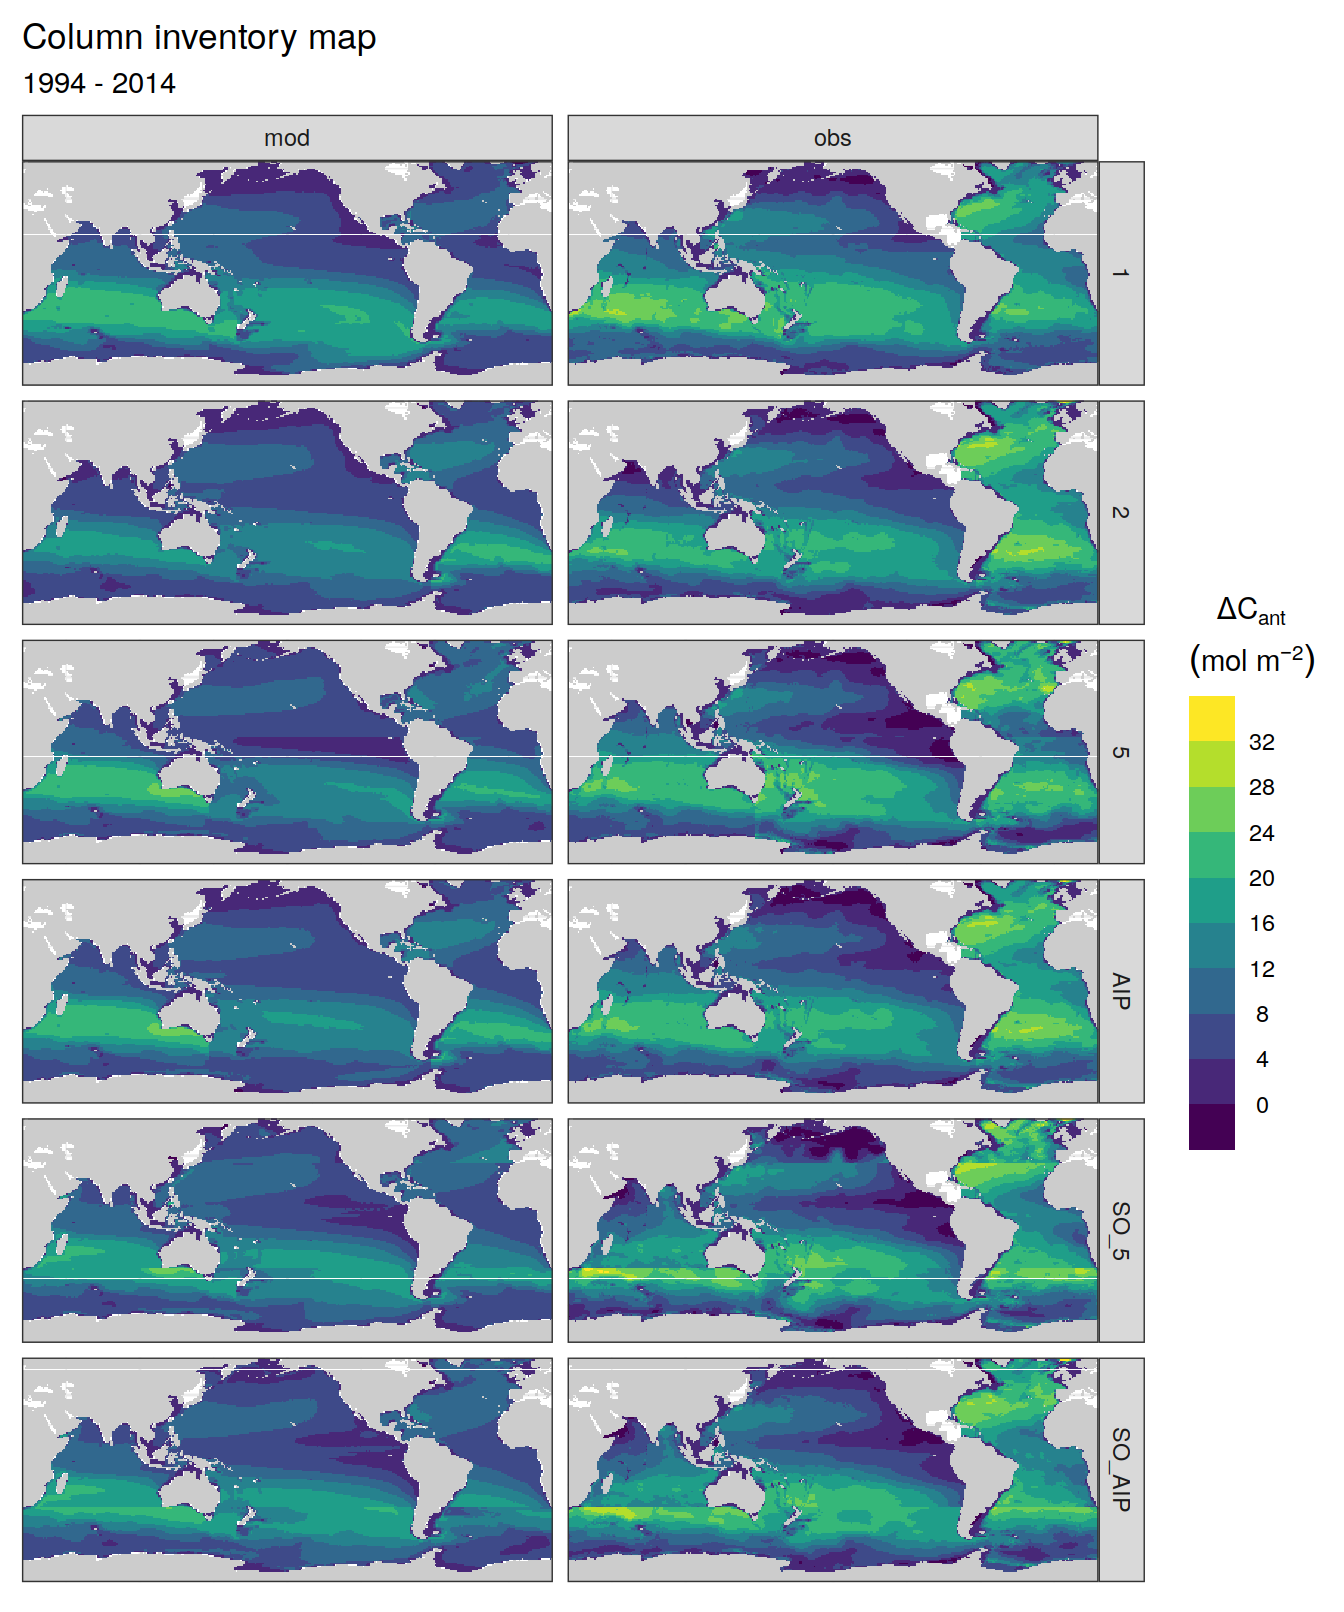 Column inventory map
1994 - 2014
mod
obs
1
2
5
AIP
SO_5
SO_AIP
ΔCant
(mol m−2)
32
28
24
20
16
12
8
4
0